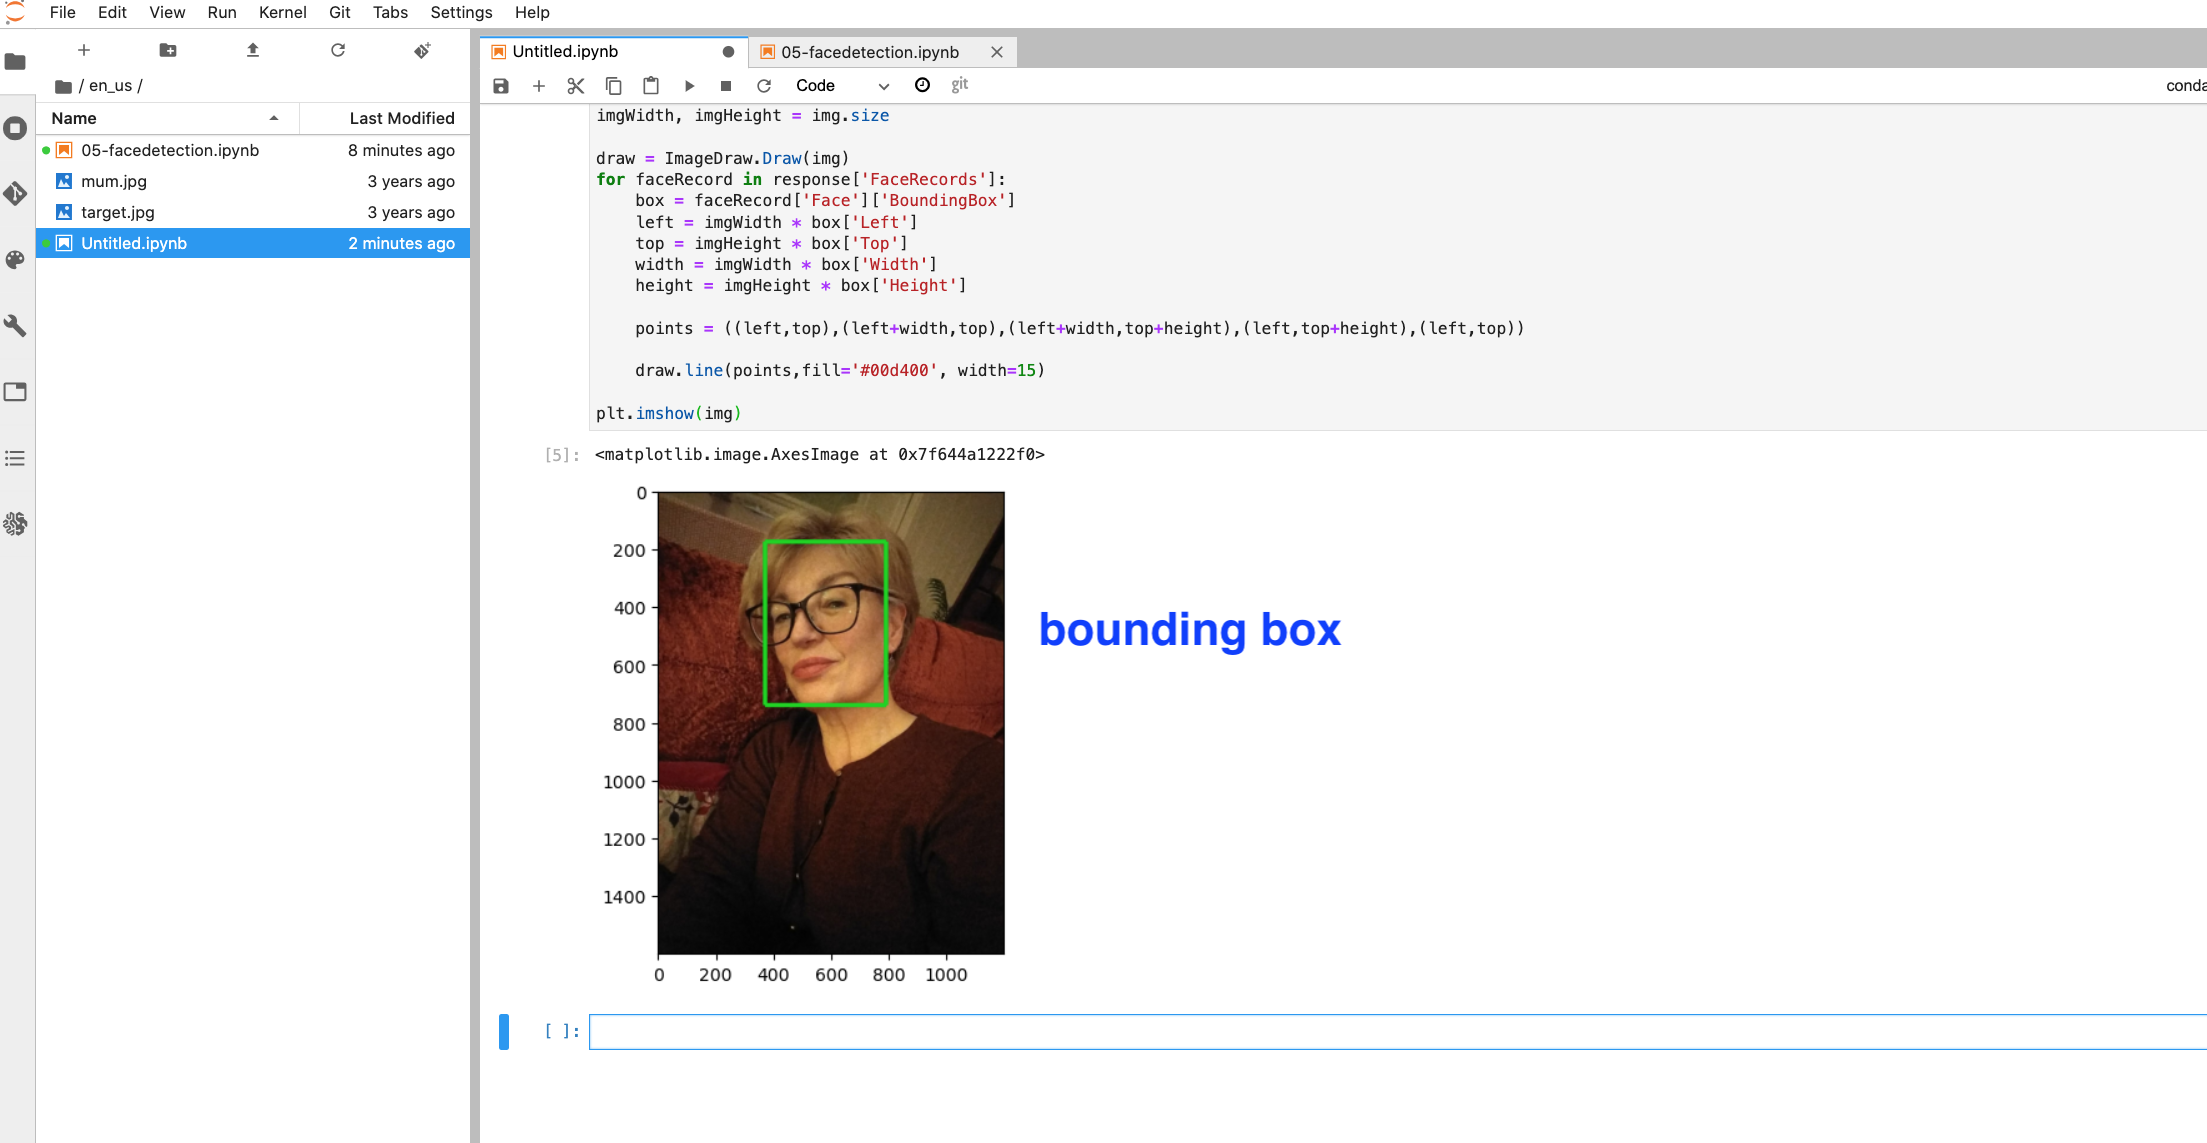 File Edit View Run Kernel Git Tabs Settings Help
/ en_us /
Name Last Modified
05-facedetection.ipynb 8 minutes ago
mum.jpg 3 years ago
target.jpg 3 years ago
Untitled.ipynb 2 minutes ago
Untitled.ipynb 05-facedetection.ipynb
Code git conda
imgWidth, imgHeight = img.size
draw = ImageDraw.Draw(img)
for faceRecord in response['FaceRecords']:
    box = faceRecord['Face']['BoundingBox']
    left = imgWidth * box['Left']
    top = imgHeight * box['Top']
    width = imgWidth * box['Width']
    height = imgHeight * box['Height']
    points = ((left,top),(left+width,top),(left+width,top+height),(left,top+height),(left,top))
    draw.line(points,fill='#00d400', width=15)
plt.imshow(img)
[5]: <matplotlib.image.AxesImage at 0x7f644a1222f0>
0
200
400
600
800
1000
1200
1400
0 200 400 600 800 1000
bounding box
[ ]: